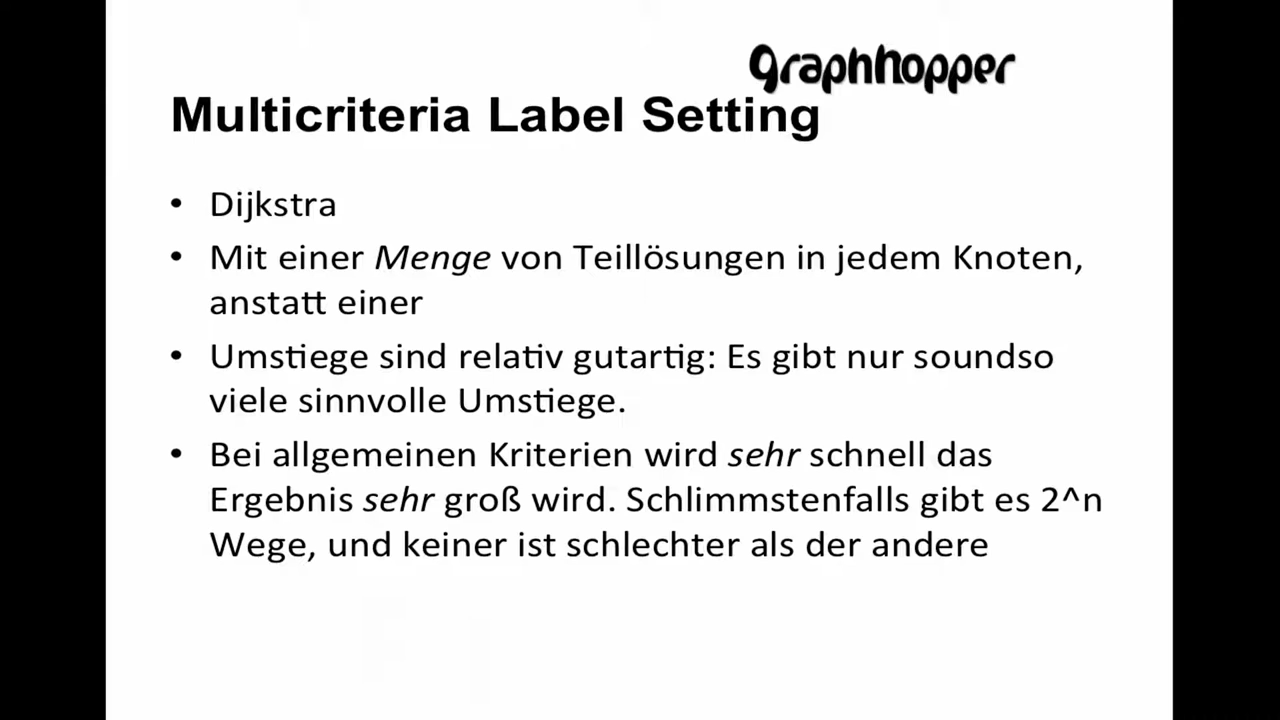 graphhopper
Multicriteria Label Setting
• Dijkstra
• Mit einer Menge von Teillösungen in jedem Knoten,
anstatt einer
• Umstiege sind relativ gutartig: Es gibt nur soundso
viele sinnvolle Umstiege.
• Bei allgemeinen Kriterien wird sehr schnell das
Ergebnis sehr groß wird. Schlimmstenfalls gibt es 2^n
Wege, und keiner ist schlechter als der andere